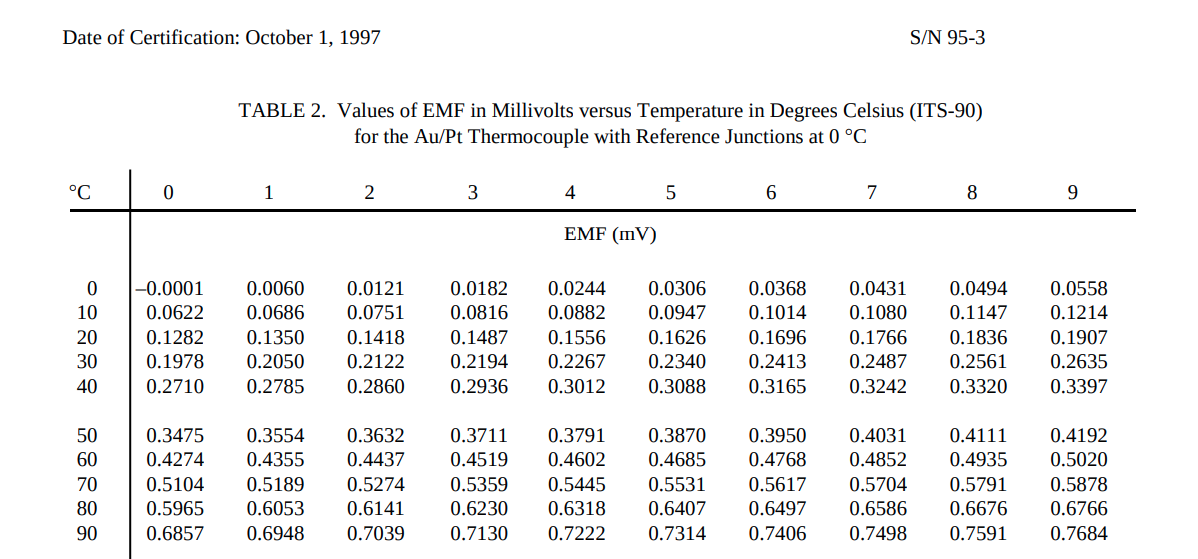 Date of Certification: October 1, 1997 S/N 95-3
TABLE 2. Values of EMF in Millivolts versus Temperature in Degrees Celsius (ITS-90)
for the Au/Pt Thermocouple with Reference Junctions at 0 °C
°C 0 1 2 3 4 5 6 7 8 9
EMF (mV)
0 –0.0001 0.0060 0.0121 0.0182 0.0244 0.0306 0.0368 0.0431 0.0494 0.0558
10 0.0622 0.0686 0.0751 0.0816 0.0882 0.0947 0.1014 0.1080 0.1147 0.1214
20 0.1282 0.1350 0.1418 0.1487 0.1556 0.1626 0.1696 0.1766 0.1836 0.1907
30 0.1978 0.2050 0.2122 0.2194 0.2267 0.2340 0.2413 0.2487 0.2561 0.2635
40 0.2710 0.2785 0.2860 0.2936 0.3012 0.3088 0.3165 0.3242 0.3320 0.3397
50 0.3475 0.3554 0.3632 0.3711 0.3791 0.3870 0.3950 0.4031 0.4111 0.4192
60 0.4274 0.4355 0.4437 0.4519 0.4602 0.4685 0.4768 0.4852 0.4935 0.5020
70 0.5104 0.5189 0.5274 0.5359 0.5445 0.5531 0.5617 0.5704 0.5791 0.5878
80 0.5965 0.6053 0.6141 0.6230 0.6318 0.6407 0.6497 0.6586 0.6676 0.6766
90 0.6857 0.6948 0.7039 0.7130 0.7222 0.7314 0.7406 0.7498 0.7591 0.7684